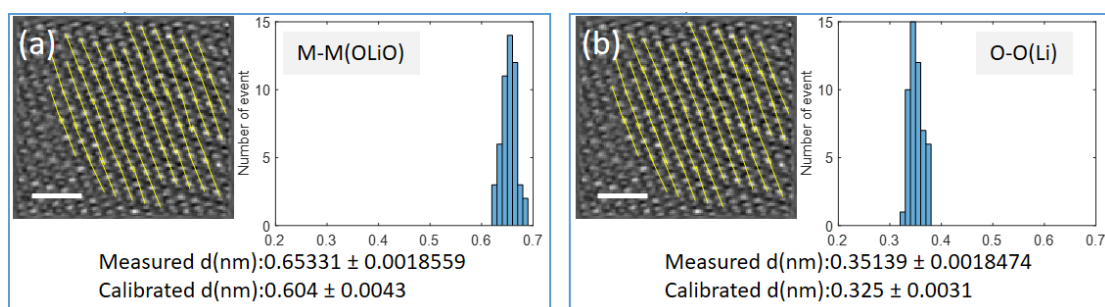 (a)
M-M(OLiO)
Number of event
15
10
5
0
0.2 0.3 0.4 0.5 0.6 0.7
Measured d(nm):0.65331 ± 0.0018559
Calibrated d(nm):0.604 ± 0.0043
(b)
O-O(Li)
Number of event
15
10
5
0
0.2 0.3 0.4 0.5 0.6 0.7
Measured d(nm):0.35139 ± 0.0018474
Calibrated d(nm):0.325 ± 0.0031